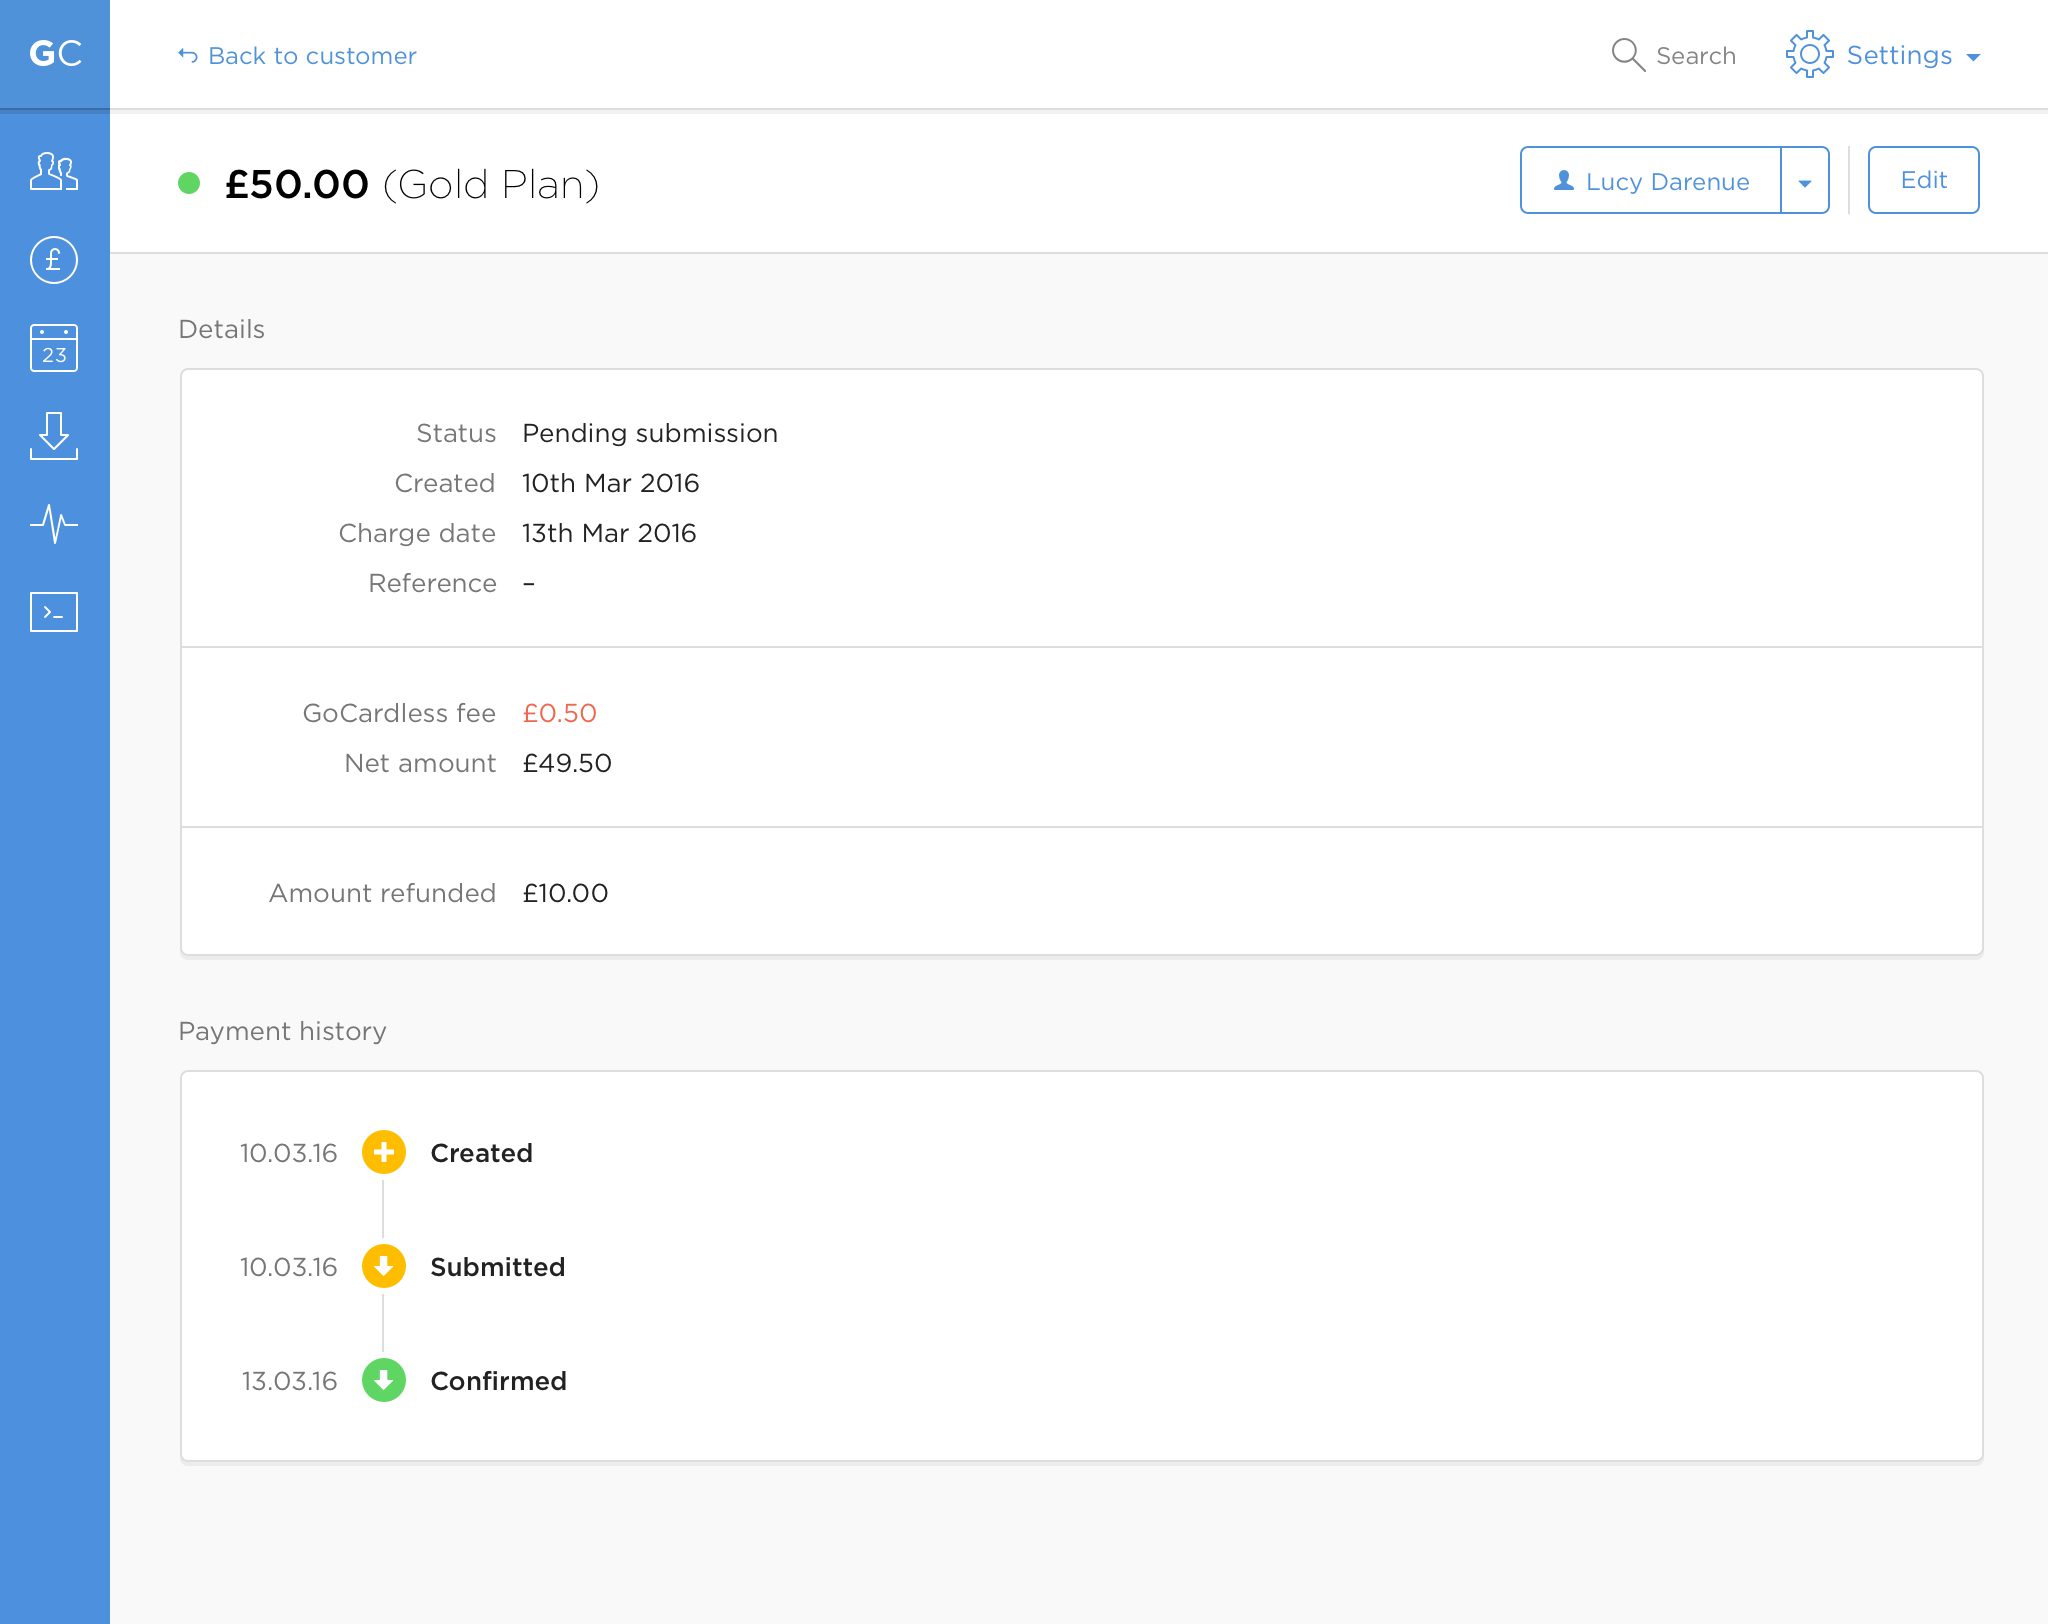 GC
Back to customer
Search
Settings
£50.00 (Gold Plan)
Lucy Darenue
Edit
£
23
>_
Details
Status Pending submission
Created 10th Mar 2016
Charge date 13th Mar 2016
Reference –
GoCardless fee £0.50
Net amount £49.50
Amount refunded £10.00
Payment history
10.03.16 Created
10.03.16 Submitted
13.03.16 Confirmed